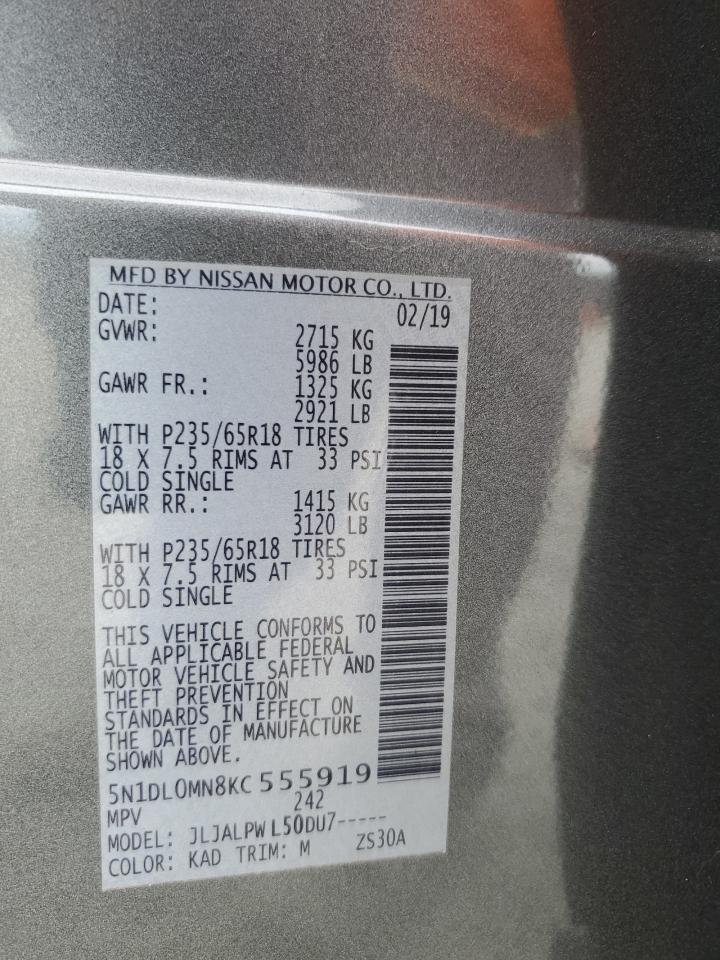 MFD BY NISSAN MOTOR CO., LTD.
DATE: 02/19
GVWR: 2715 KG
5986 LB
GAWR FR.: 1325 KG
2921 LB
WITH P235/65R18 TIRES
18 X 7.5 RIMS AT 33 PSI
COLD SINGLE
GAWR RR.: 1415 KG
3120 LB
WITH P235/65R18 TIRES
18 X 7.5 RIMS AT 33 PSI
COLD SINGLE
THIS VEHICLE CONFORMS TO
ALL APPLICABLE FEDERAL
MOTOR VEHICLE SAFETY AND
THEFT PREVENTION
STANDARDS IN EFFECT ON
THE DATE OF MANUFACTURE
SHOWN ABOVE.
5N1DL0MN8KC 555919
MPV 242
MODEL: JLJALPW L50DU7-----
COLOR: KAD TRIM: M ZS30A